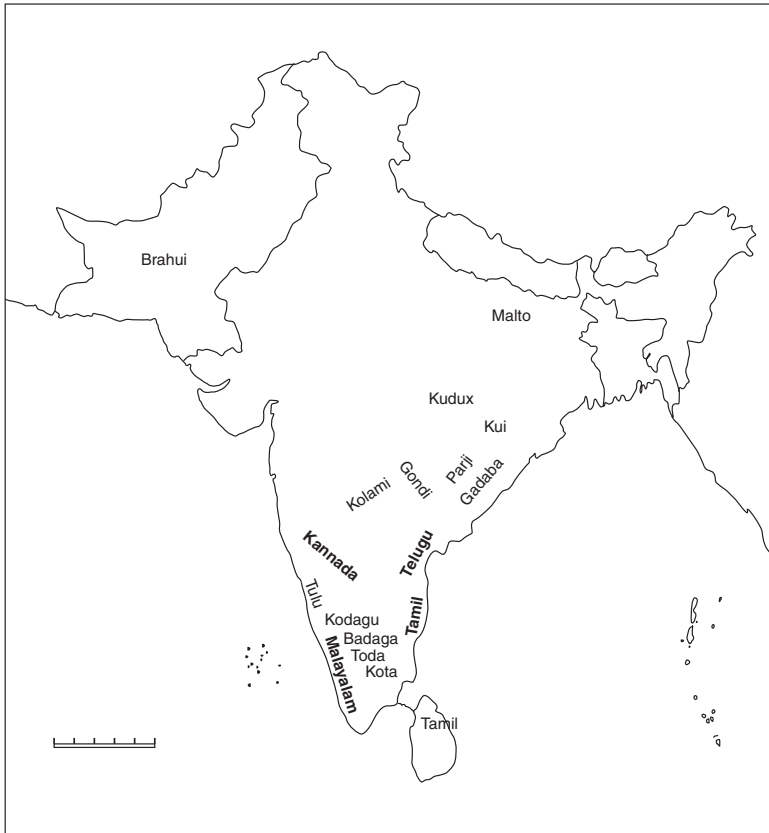 Brahui
Malto
Kudux
Kui
Parji
Gondi
Gadaba
Kolami
Kannada
Telugu
Tulu
Tamil
Kodagu
Badaga
Malayalam
Toda
Kota
Tamil